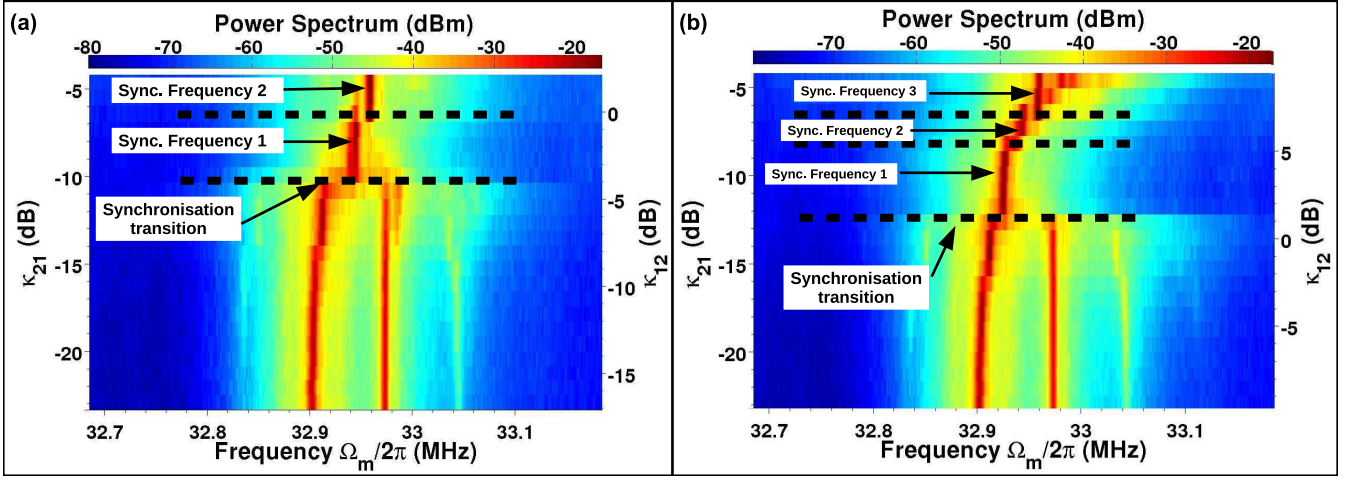 (a)
Power Spectrum (dBm)
-80 -70 -60 -50 -40 -30 -20
Sync. Frequency 2
Sync. Frequency 1
Synchronisation
transition
-5
-10
-15
-20
κ21 (dB)
0
-5
-10
-15
κ12 (dB)
32.7 32.8 32.9 33 33.1
Frequency Ωm/2π (MHz)
(b)
Power Spectrum (dBm)
-70 -60 -50 -40 -30 -20
Sync. Frequency 3
Sync. Frequency 2
Sync. Frequency 1
Synchronisation
transition
-5
-10
-15
-20
κ21 (dB)
5
0
-5
κ12 (dB)
32.7 32.8 32.9 33 33.1
Frequency Ωm/2π (MHz)